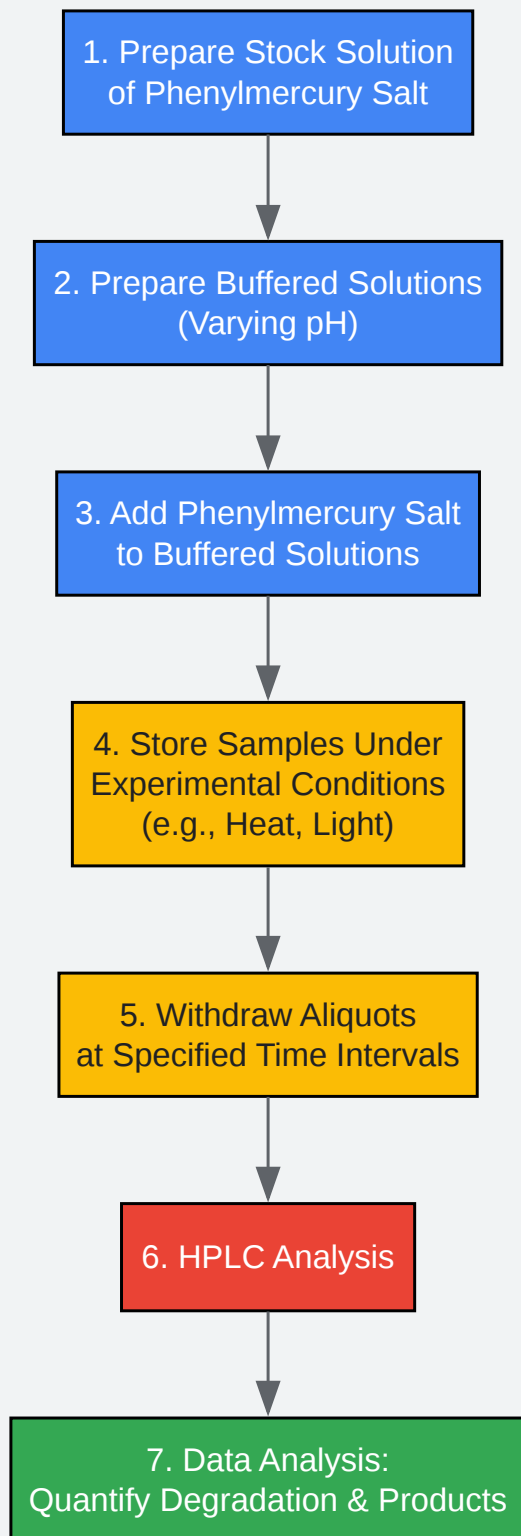 1. Prepare Stock Solution
of Phenylmercury Salt
2. Prepare Buffered Solutions
(Varying pH)
3. Add Phenylmercury Salt
to Buffered Solutions
4. Store Samples Under
Experimental Conditions
(e.g., Heat, Light)
5. Withdraw Aliquots
at Specified Time Intervals
6. HPLC Analysis
7. Data Analysis:
Quantify Degradation & Products